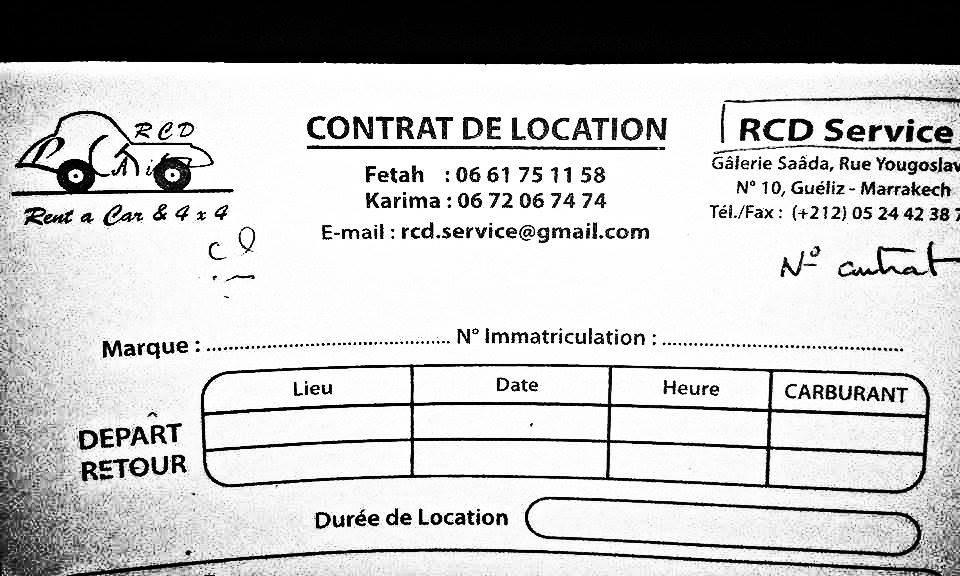 RCD
Rent a Car & 4 x 4
CONTRAT DE LOCATION
Fetah : 06 61 75 11 58
Karima : 06 72 06 74 74
E-mail : rcd.service@gmail.com
RCD Service
Gâlerie Saâda, Rue Yougoslav
N° 10, Guéliz - Marrakech
Tél./Fax : (+212) 05 24 42 38 7
N° contrat
Marque : .......................................... N° Immatriculation : ..........................................
Lieu Date Heure CARBURANT
DEPART
RETOUR
Durée de Location